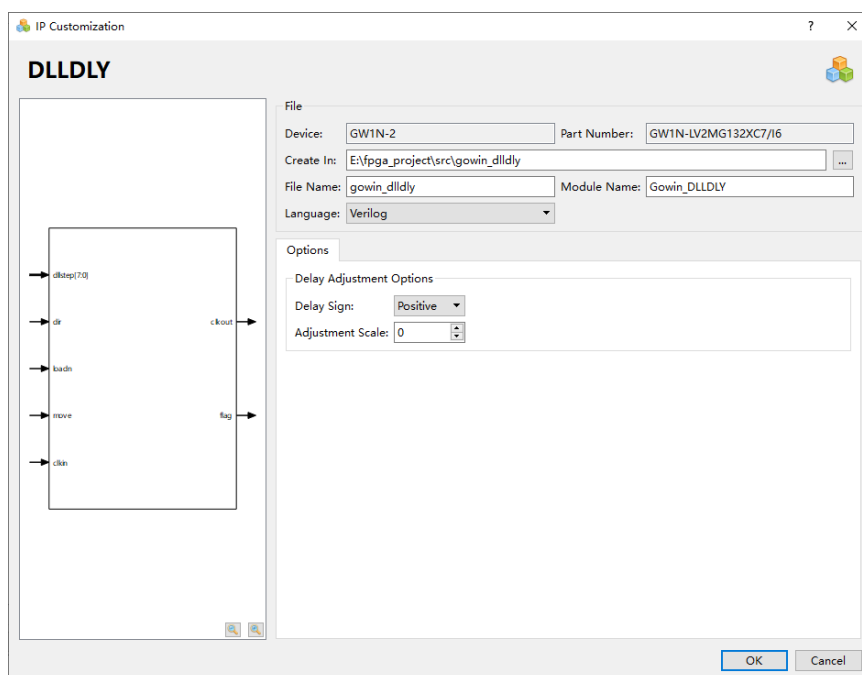 IP Customization
DLLDLY
dllstep[7:0]
dir
clkout
loadn
move
flag
clkin
File
Device: GW1N-2 Part Number: GW1N-LV2MG132XC7/I6
Create In: E:\fpga_project\src\gowin_dlldly ...
File Name: gowin_dlldly Module Name: Gowin_DLLDLY
Language: Verilog
Options
Delay Adjustment Options
Delay Sign: Positive
Adjustment Scale: 0
OK Cancel